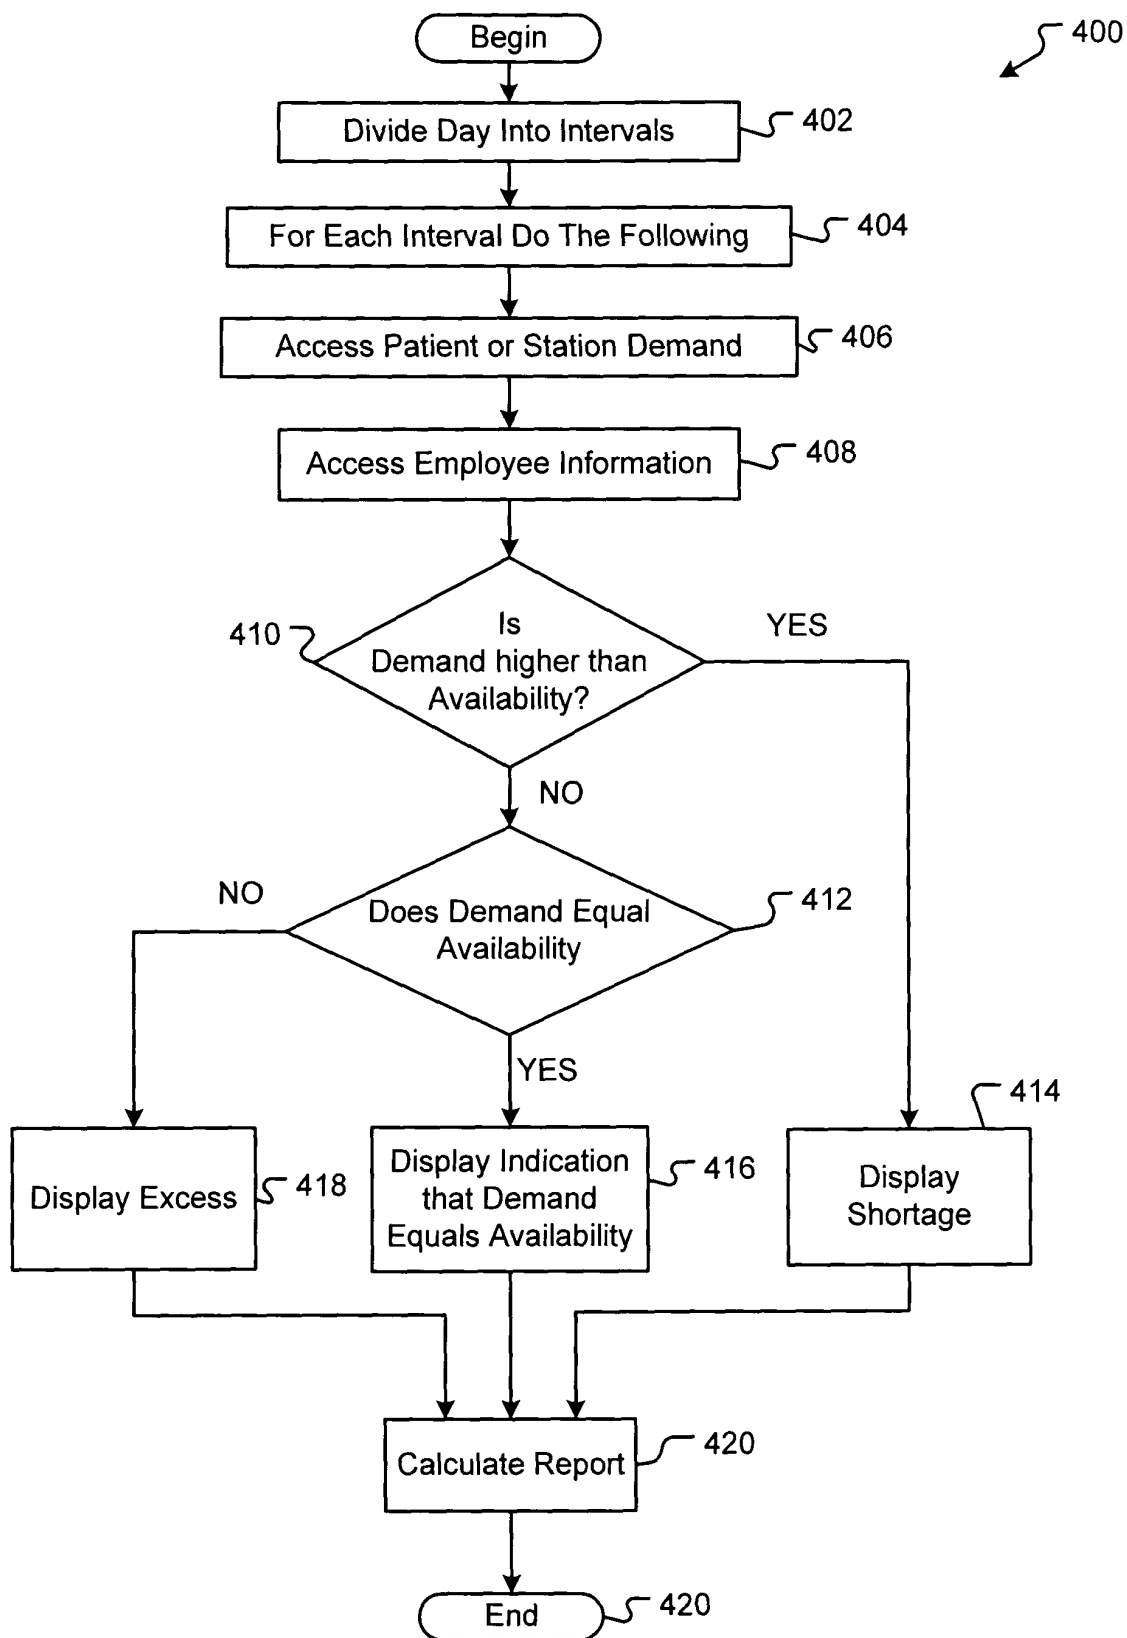 Begin
400
Divide Day Into Intervals
402
For Each Interval Do The Following
404
Access Patient or Station Demand
406
Access Employee Information
408
410
Is
Demand higher than
Availability?
YES
NO
NO
Does Demand Equal
Availability
412
YES
414
Display Excess
418
Display Indication
that Demand
Equals Availability
416
Display
Shortage
Calculate Report
420
End
420